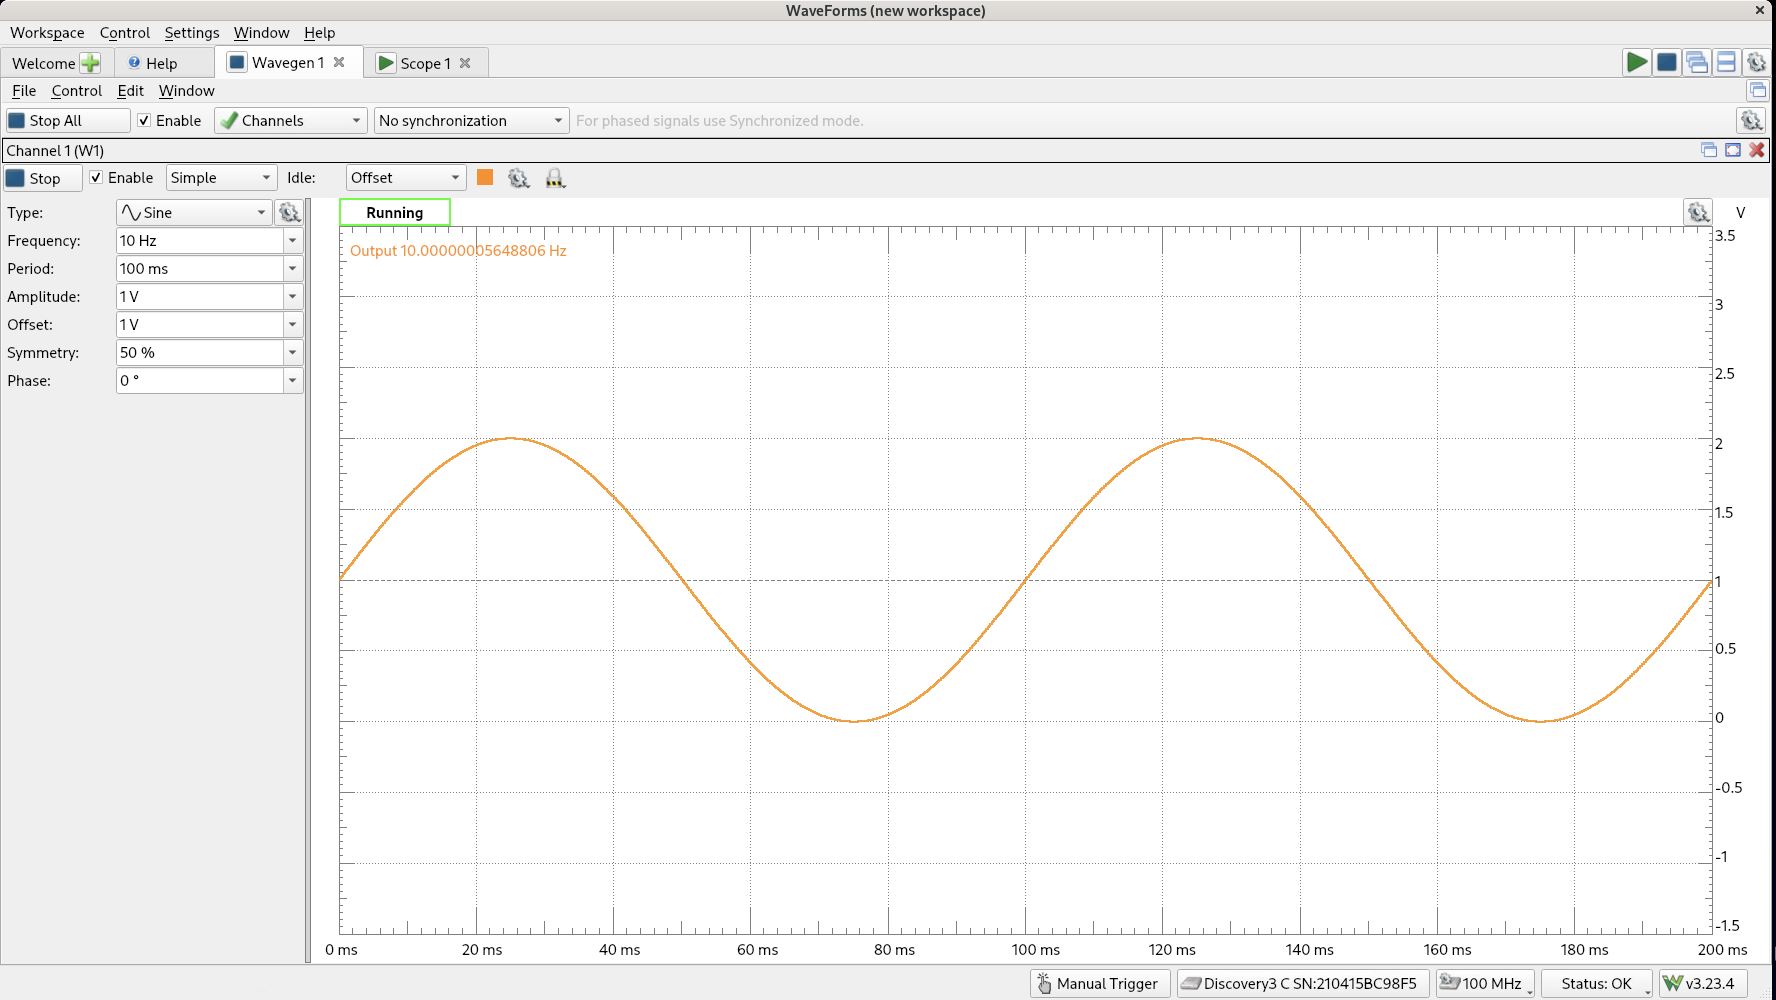 WaveForms (new workspace)
Workspace Control Settings Window Help
Welcome Help Wavegen 1 Scope 1
File Control Edit Window
Stop All Enable Channels No synchronization For phased signals use Synchronized mode.
Channel 1 (W1)
Stop Enable Simple Idle: Offset
Type: Sine
Frequency: 10 Hz
Period: 100 ms
Amplitude: 1 V
Offset: 1 V
Symmetry: 50 %
Phase: 0 °
Running V
Output 10.00000005648806 Hz
3.5
3
2.5
2
1.5
1
0.5
0
-0.5
-1
-1.5
0 ms 20 ms 40 ms 60 ms 80 ms 100 ms 120 ms 140 ms 160 ms 180 ms 200 ms
Manual Trigger Discovery3 C SN:210415BC98F5 100 MHz Status: OK v3.23.4